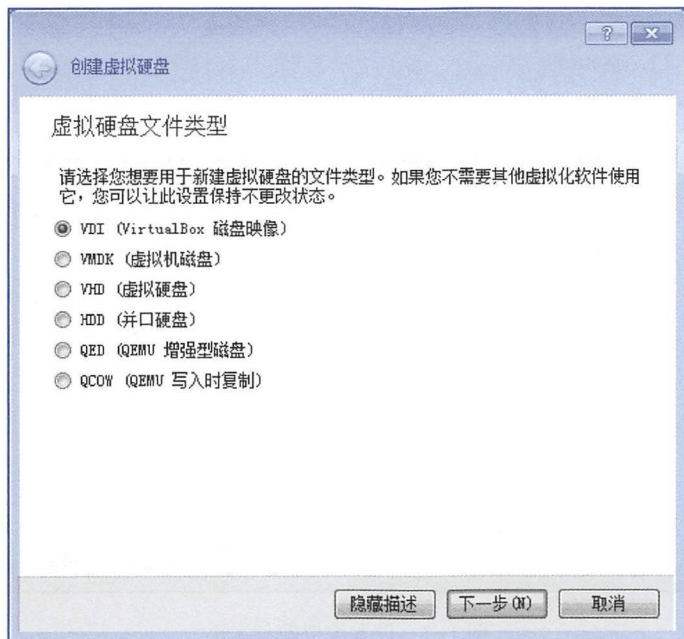 创建虚拟硬盘
虚拟硬盘文件类型
请选择您想要用于新建虚拟硬盘的文件类型。如果您不需要其他虚拟化软件使用
它，您可以让此设置保持不更改状态。
VDI (VirtualBox 磁盘映像)
VMDK (虚拟机磁盘)
VHD (虚拟硬盘)
HDD (并口硬盘)
QED (QEMU 增强型磁盘)
QCOW (QEMU 写入时复制)
隐藏描述 下一步(N) 取消